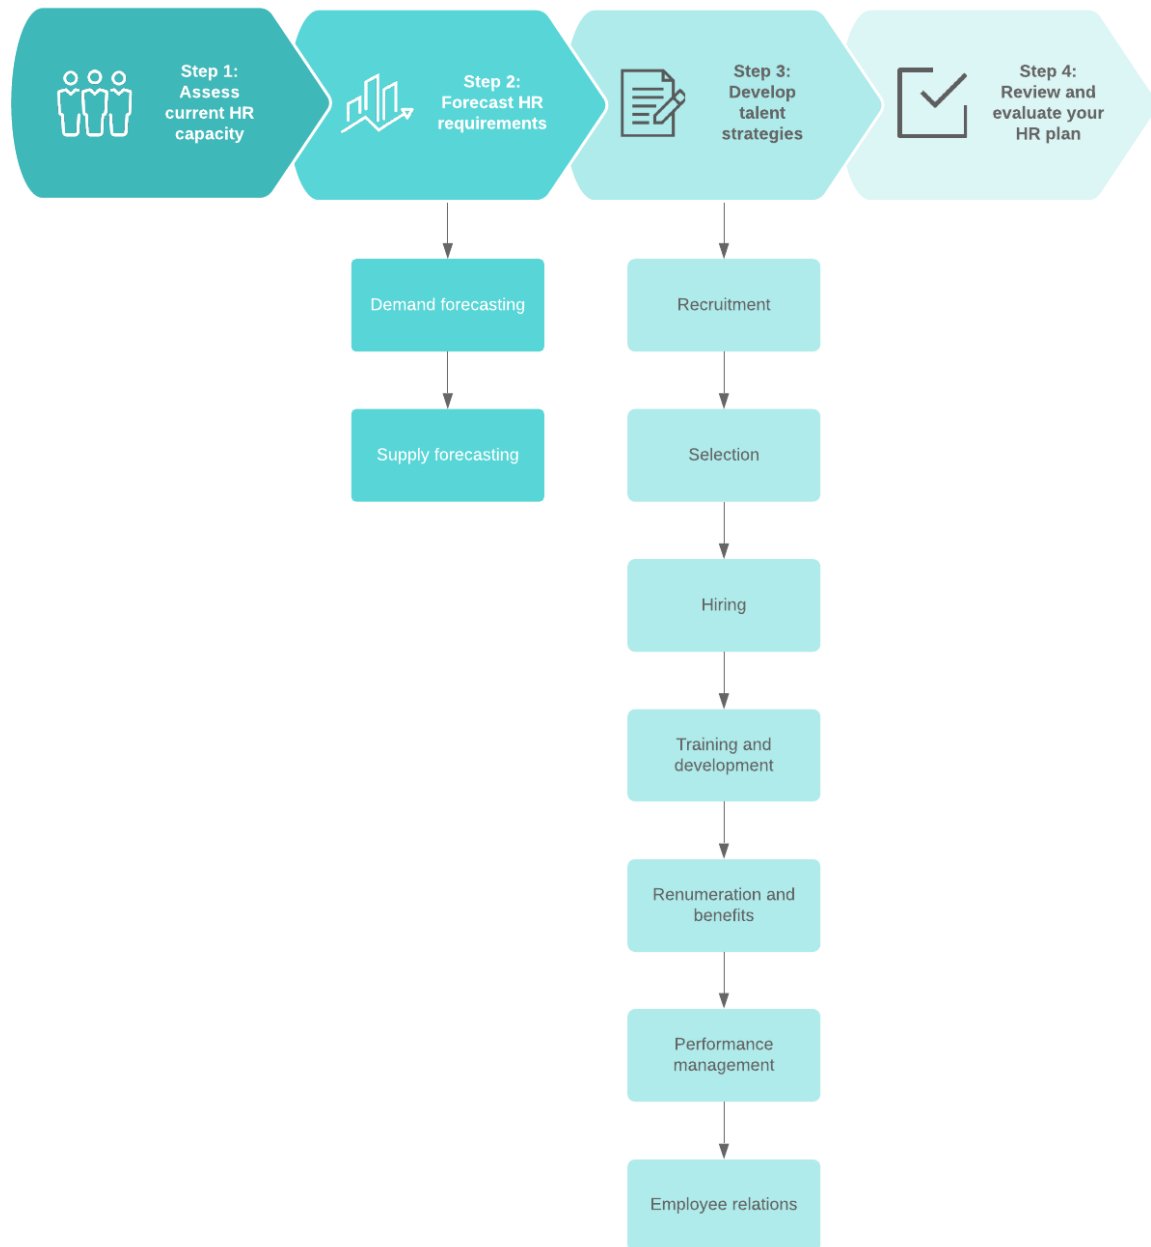 Step 1:
Assess
current HR
capacity
Step 2:
Forecast HR
requirements
Step 3:
Develop
talent
strategies
Step 4:
Review and
evaluate your
HR plan
Demand forecasting
Supply forecasting
Recruitment
Selection
Hiring
Training and
development
Renumeration and
benefits
Performance
management
Employee relations